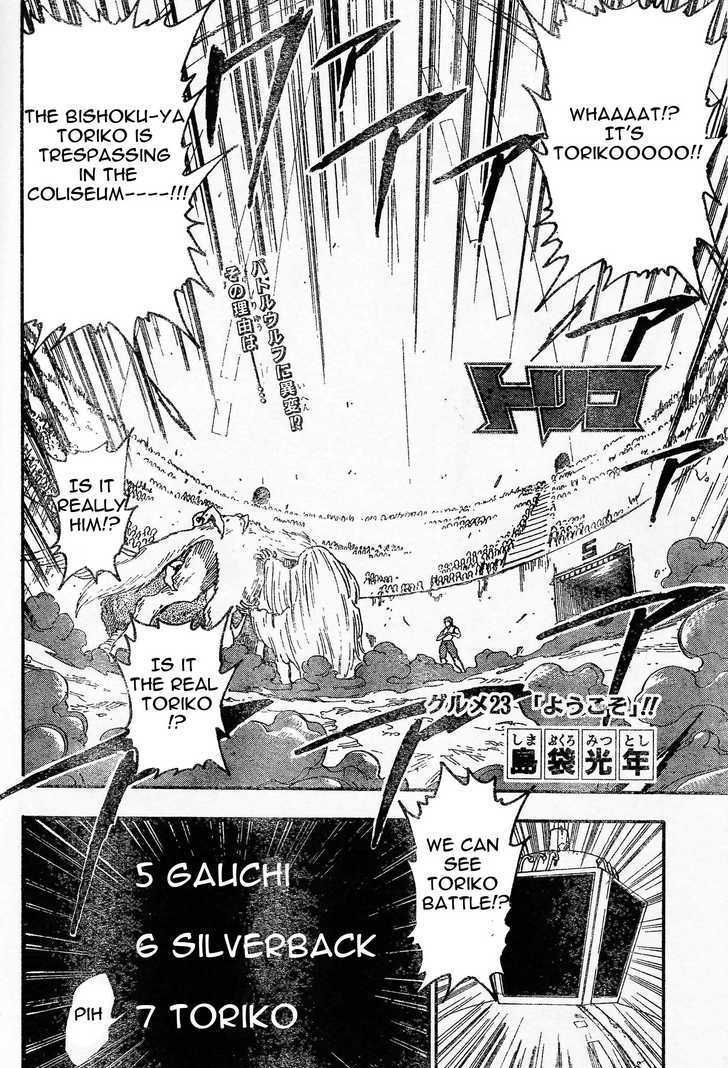 WHAAAAT!?
IT'S
TORIKOOOOO!!
THE BISHOKU-YA
TORIKO IS
TRESPASSING
IN THE
COLISEUM----!!!
バトルウルフに異変!?
その理由は…
トリコ
IS IT
REALLY
HIM!?
IS IT
THE REAL
TORIKO
!?
グルメ23 「ようこそ」!!
島袋光年
WE CAN
SEE
TORIKO
BATTLE!?
5 GAUCHI
6 SILVERBACK
7 TORIKO
PIH